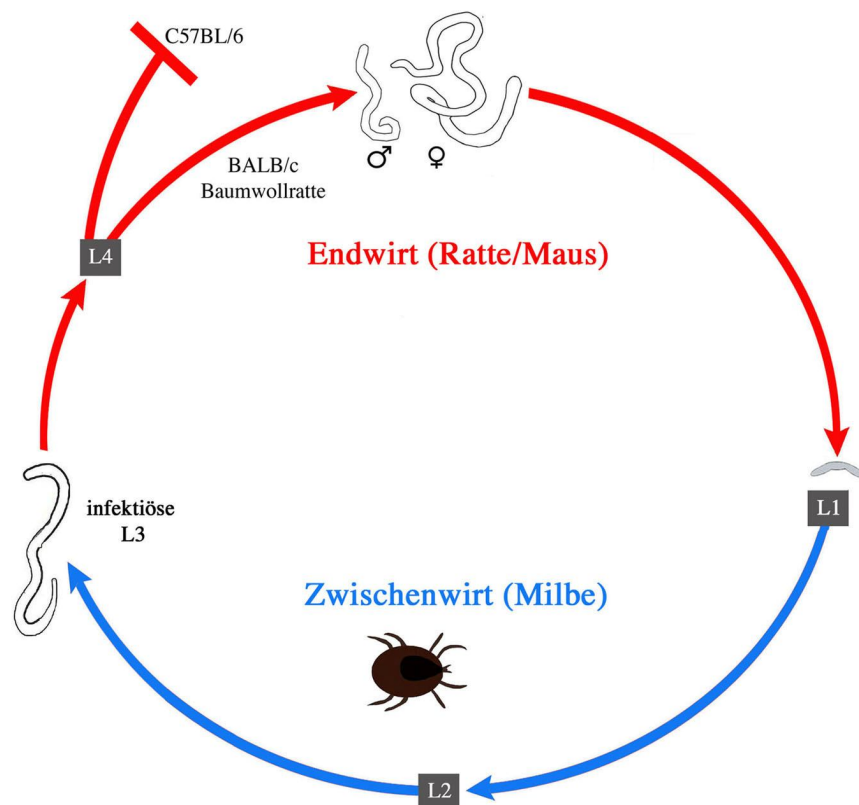 C57BL/6
♂ ♀
BALB/c
Baumwollratte
L4
Endwirt (Ratte/Maus)
infektiöse
L3
L1
Zwischenwirt (Milbe)
L2